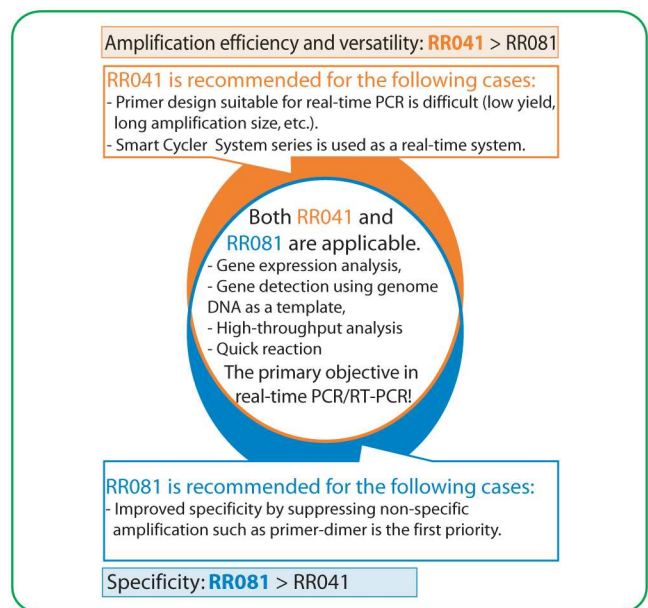 Amplification efficiency and versatility: RR041 > RR081
RR041 is recommended for the following cases:
- Primer design suitable for real-time PCR is difficult (low yield,
long amplification size, etc.).
- Smart Cycler System series is used as a real-time system.
Both RR041 and
RR081 are applicable.
- Gene expression analysis,
- Gene detection using genome
DNA as a template,
- High-throughput analysis
- Quick reaction
The primary objective in
real-time PCR/RT-PCR!
RR081 is recommended for the following cases:
- Improved specificity by suppressing non-specific
amplification such as primer-dimer is the first priority.
Specificity: RR081 > RR041